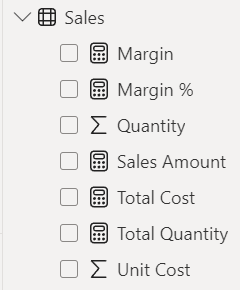 Sales
Margin
Margin %
Quantity
Sales Amount
Total Cost
Total Quantity
Unit Cost